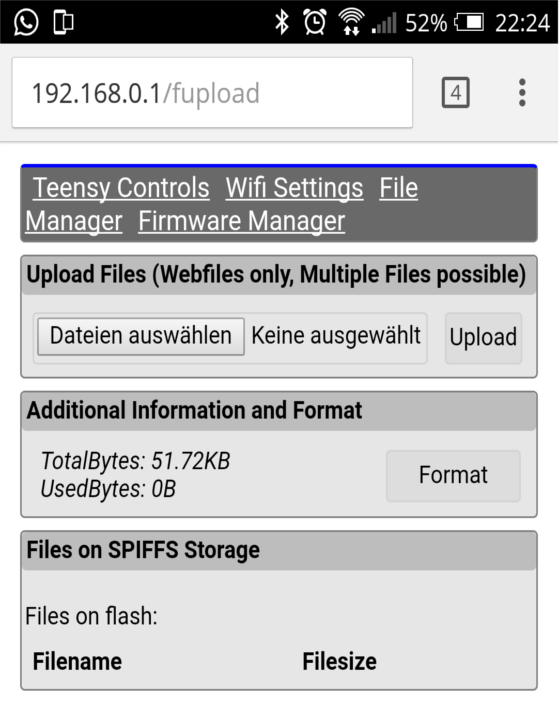 52% 22:24
192.168.0.1/fupload 4
Teensy Controls Wifi Settings File
Manager Firmware Manager
Upload Files (Webfiles only, Multiple Files possible)
Dateien auswählen Keine ausgewählt Upload
Additional Information and Format
TotalBytes: 51.72KB
UsedBytes: 0B
Format
Files on SPIFFS Storage
Files on flash:
Filename Filesize